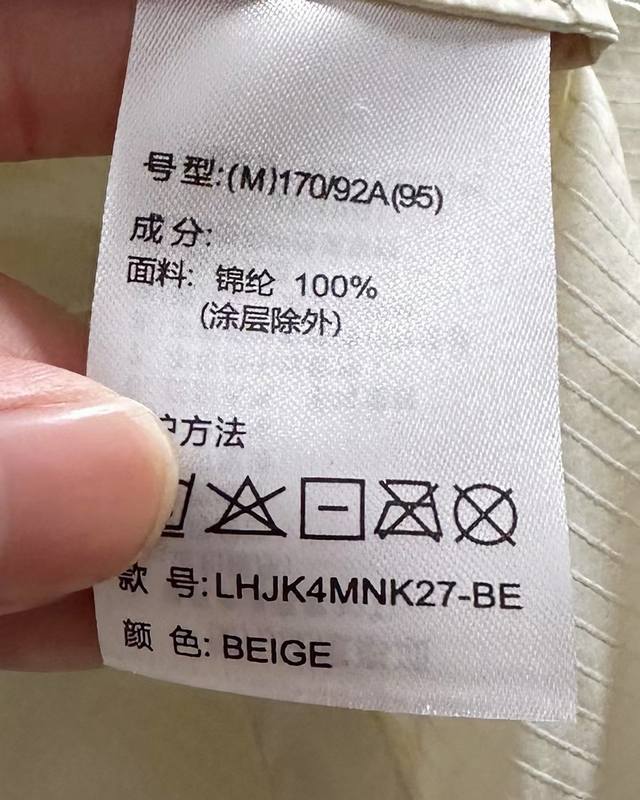 号型:(M)170/92A(95)
成分:
面料: 锦纶 100%
(涂层除外)
方法
款 号:LHJK4MNK27-BE
颜 色: BEIGE